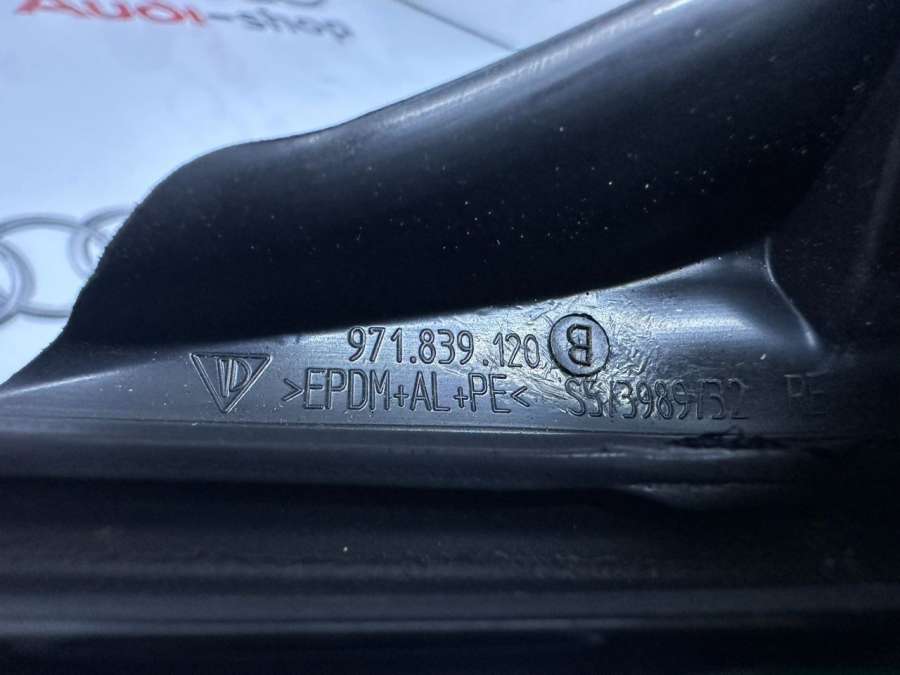 Audi-shop
971.839.120 B
>EPDM+AL+PE<